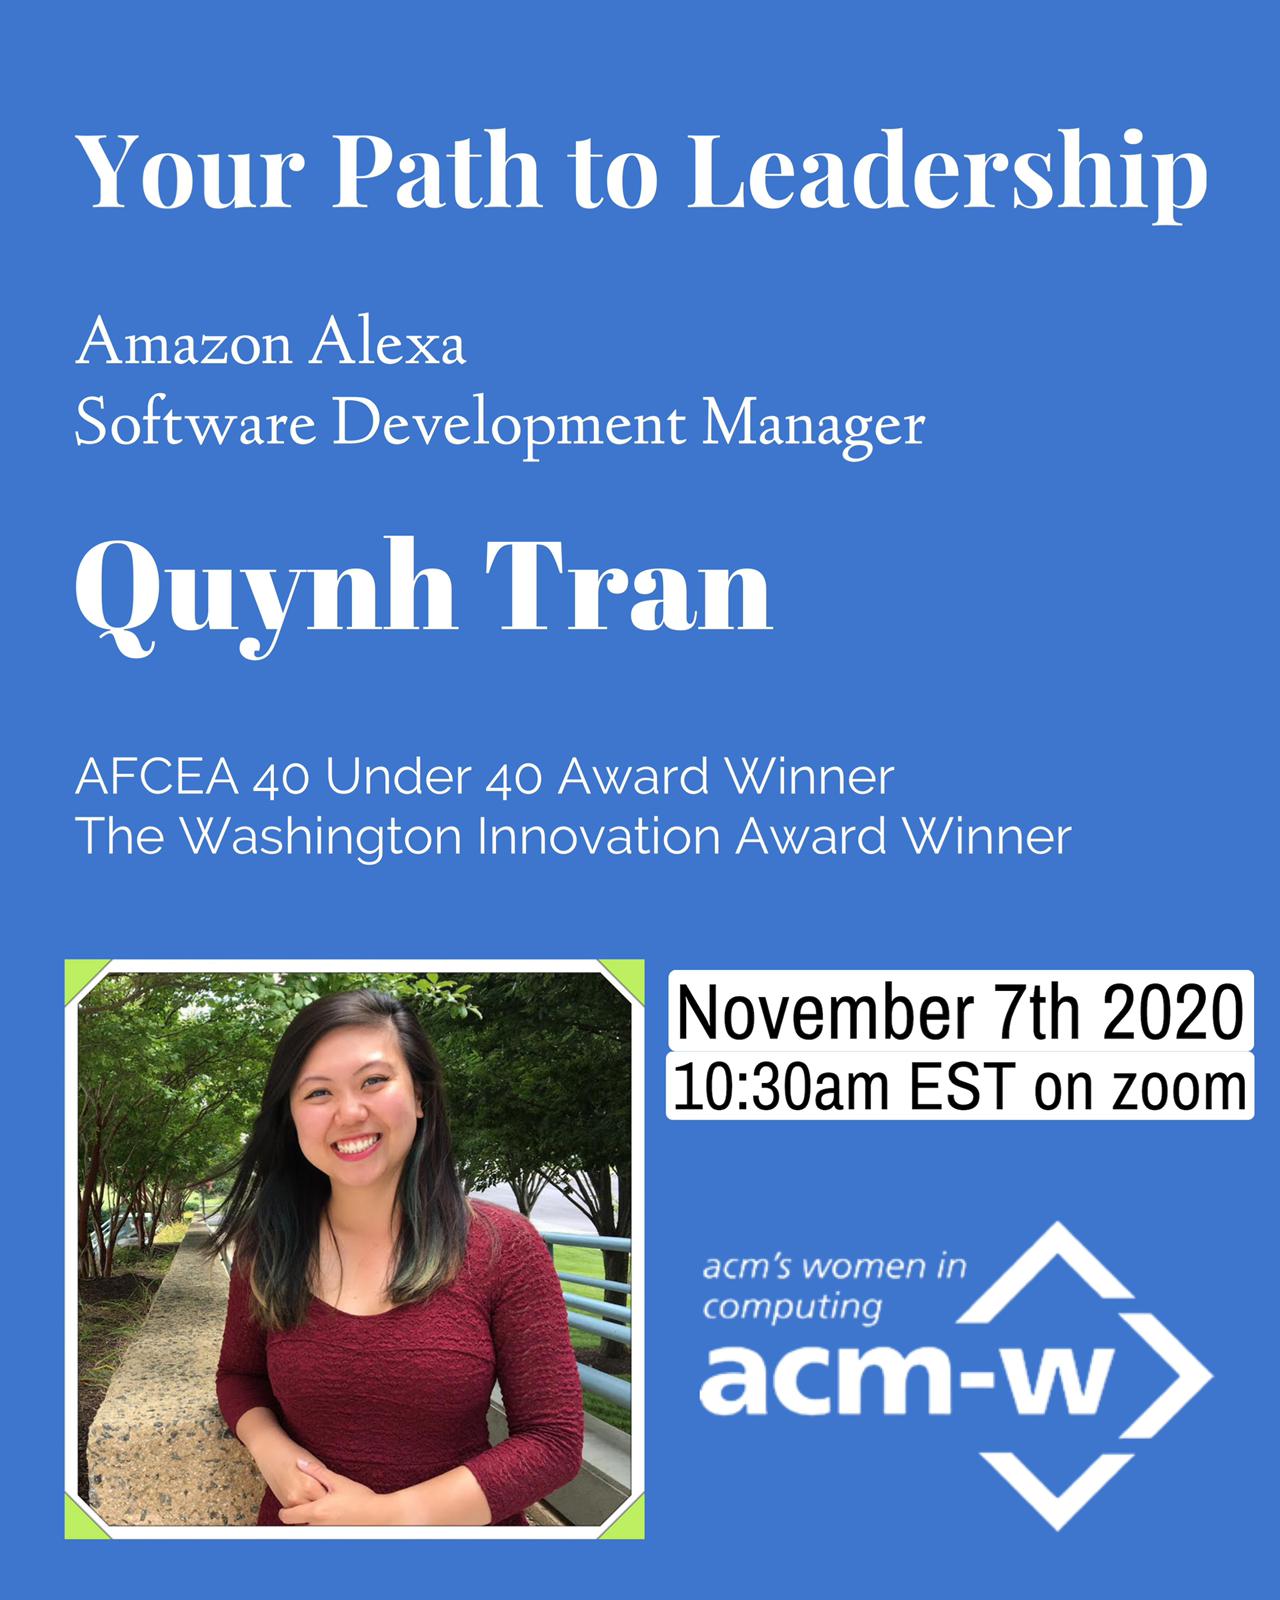 Your Path to Leadership
Amazon Alexa
Software Development Manager
Quynh Tran
AFCEA 40 Under 40 Award Winner
The Washington Innovation Award Winner
November 7th 2020
10:30am EST on zoom
acm's women in
computing
acm-w